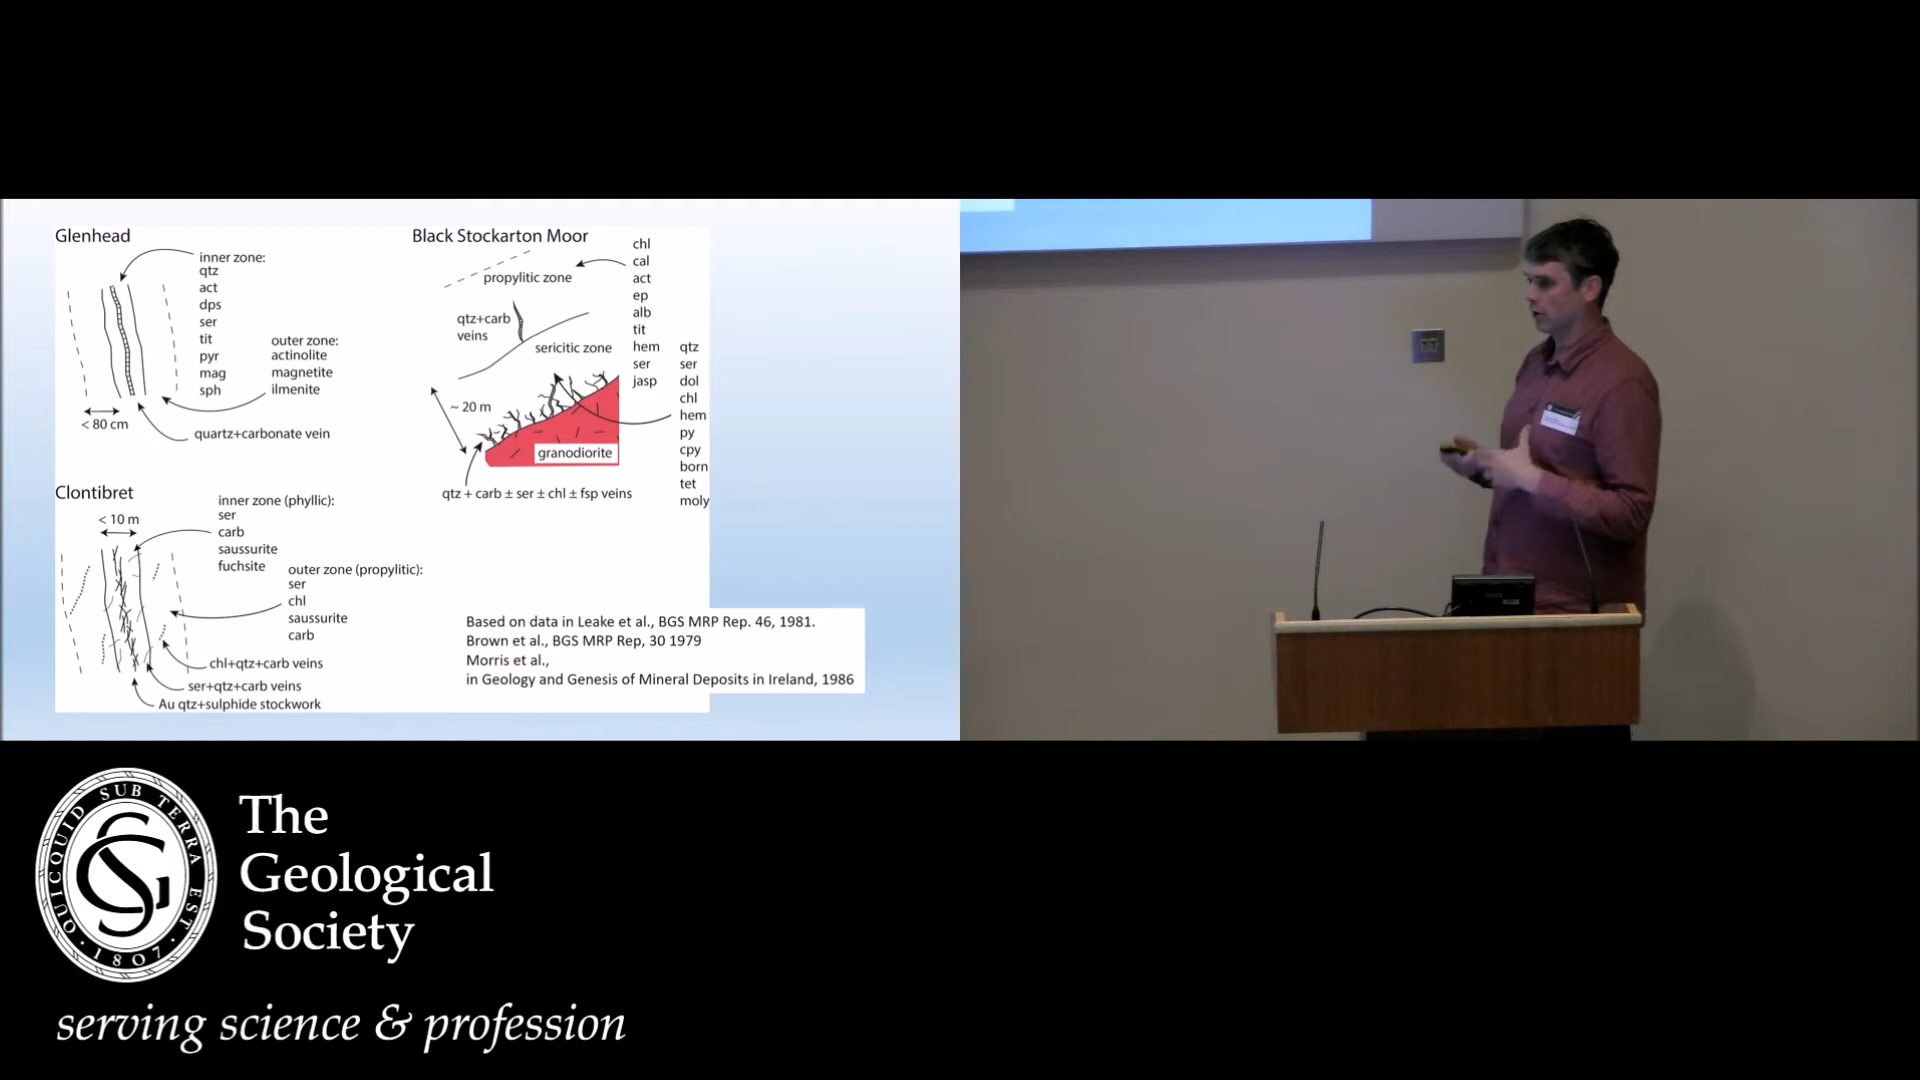 Glenhead
inner zone:
qtz
act
dps
ser
tit
pyr
mag
sph
outer zone:
actinolite
magnetite
ilmenite
< 80 cm
quartz+carbonate vein
Black Stockarton Moor
propylitic zone
chl
cal
act
ep
alb
tit
hem
ser
jasp
qtz+carb
veins
sericitic zone
qtz
ser
dol
chl
hem
py
cpy
born
tet
moly
~ 20 m
granodiorite
qtz + carb ± ser ± chl ± fsp veins
Clontibret
< 10 m
inner zone (phyllic):
ser
carb
saussurite
fuchsite
outer zone (propylitic):
ser
chl
saussurite
carb
chl+qtz+carb veins
ser+qtz+carb veins
Au qtz+sulphide stockwork
Based on data in Leake et al., BGS MRP Rep. 46, 1981.
Brown et al., BGS MRP Rep, 30 1979
Morris et al.,
in Geology and Genesis of Mineral Deposits in Ireland, 1986
QUICQUID SUB TERRA EST
1807
GS
The
Geological
Society
serving science & profession